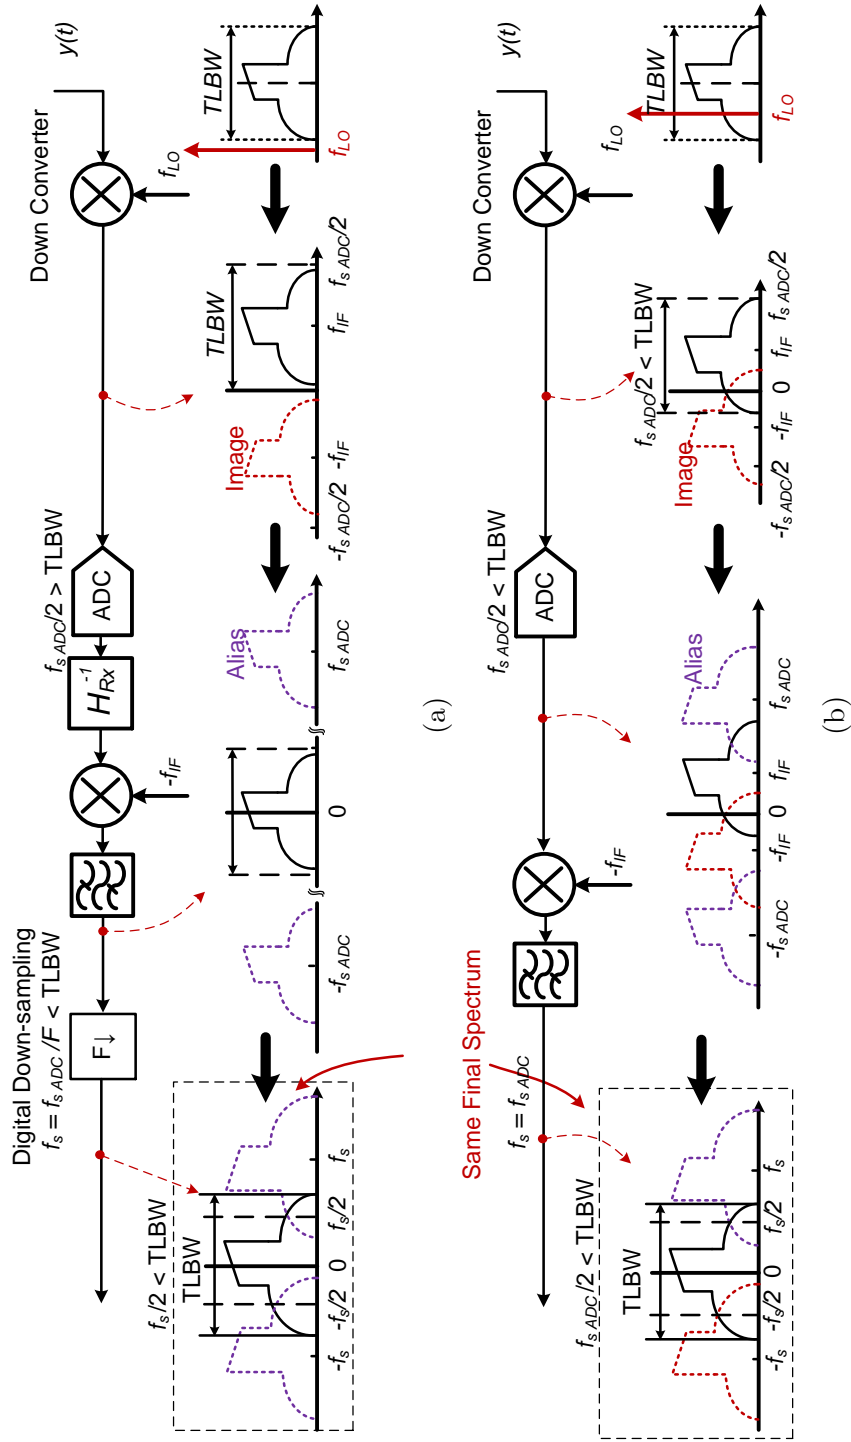 y(t)
Down Converter
f_LO
f_s ADC/2 > TLBW
ADC
H_Rx^-1
-f_IF
Digital Down-sampling
f_s = f_s ADC /F < TLBW
F↓
TLBW
f_LO
TLBW
Image
-f_s ADC/2
-f_IF
f_IF
f_s ADC/2
Alias
-f_s ADC
0
f_s ADC
f_s/2 < TLBW
TLBW
-f_s
-f_s/2
0
f_s/2
f_s
(a)
Same Final Spectrum
y(t)
Down Converter
f_LO
f_s ADC/2 < TLBW
ADC
-f_IF
f_s = f_s ADC
TLBW
f_LO
f_s ADC/2 < TLBW
Image
-f_s ADC/2
-f_IF
0
f_IF
f_s ADC/2
Alias
-f_s ADC
-f_IF
0
f_IF
f_s ADC
f_s ADC/2 < TLBW
TLBW
-f_s
-f_s/2
0
f_s/2
f_s
(b)